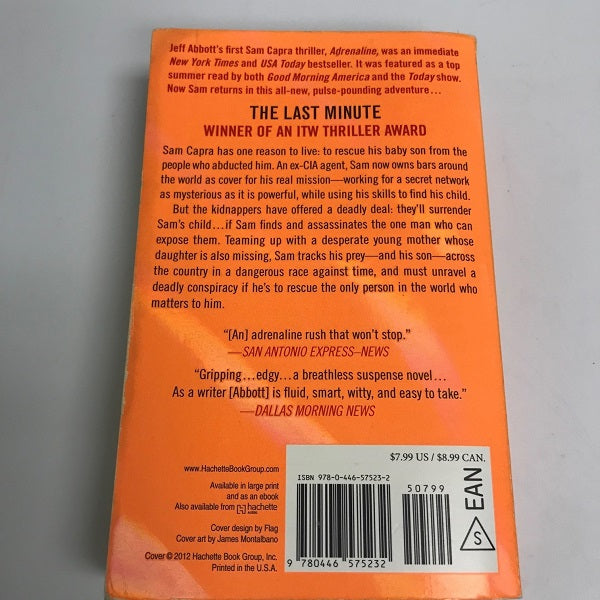 Jeff Abbott's first Sam Capra thriller, Adrenaline, was an immediate
New York Times and USA Today bestseller. It was featured as a top
summer read by both Good Morning America and the Today show.
Now Sam returns in this all-new, pulse-pounding adventure...
THE LAST MINUTE
WINNER OF AN ITW THRILLER AWARD
Sam Capra has one reason to live: to rescue his baby son from the
people who abducted him. An ex-CIA agent, Sam now owns bars around
the world as cover for his real mission—working for a secret network
as mysterious as it is powerful, while using his skills to find his child.
But the kidnappers have offered a deadly deal: they'll surrender
Sam's child...if Sam finds and assassinates the one man who can
expose them. Teaming up with a desperate young mother whose
daughter is also missing, Sam tracks his prey—and his son—across
the country in a dangerous race against time, and must unravel a
deadly conspiracy if he's to rescue the only person in the world who
matters to him.
"[An] adrenaline rush that won't stop."
—SAN ANTONIO EXPRESS-NEWS
"Gripping...edgy...a breathless suspense novel...
As a writer [Abbott] is fluid, smart, witty, and easy to take."
—DALLAS MORNING NEWS
www.HachetteBookGroup.com
Available in large print
and as an ebook
Also available from hachette
AUDIO
Cover design by Flag
Cover art by James Montalbano
Cover © 2012 Hachette Book Group, Inc.
Printed in the U.S.A.
$7.99 US / $8.99 CAN.
ISBN 978-0-446-57523-2
50799
9 780446 575232
S
EAN